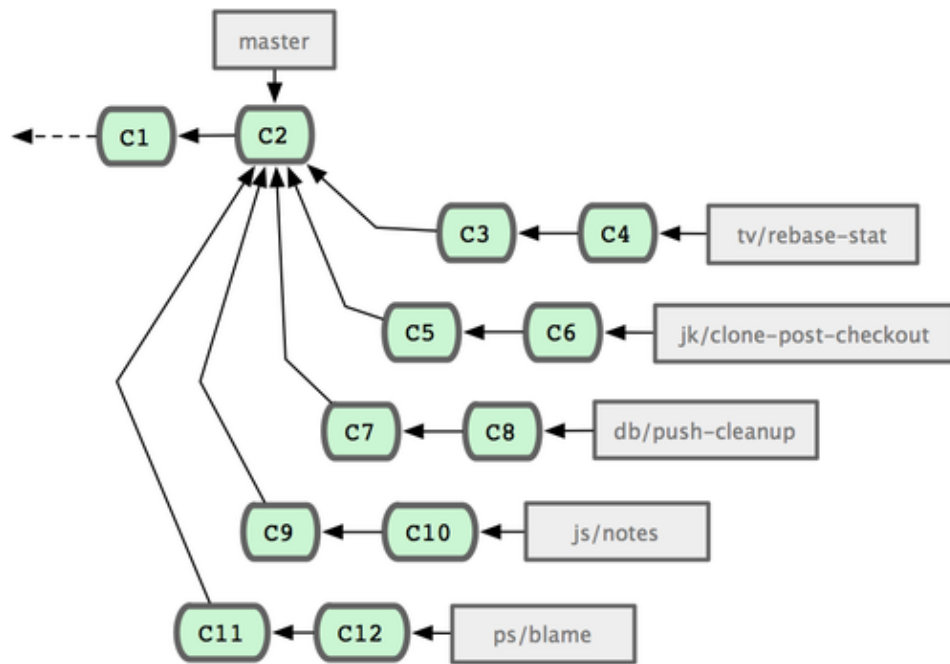 master
C1
C2
C3
C4
tv/rebase-stat
C5
C6
jk/clone-post-checkout
C7
C8
db/push-cleanup
C9
C10
js/notes
C11
C12
ps/blame